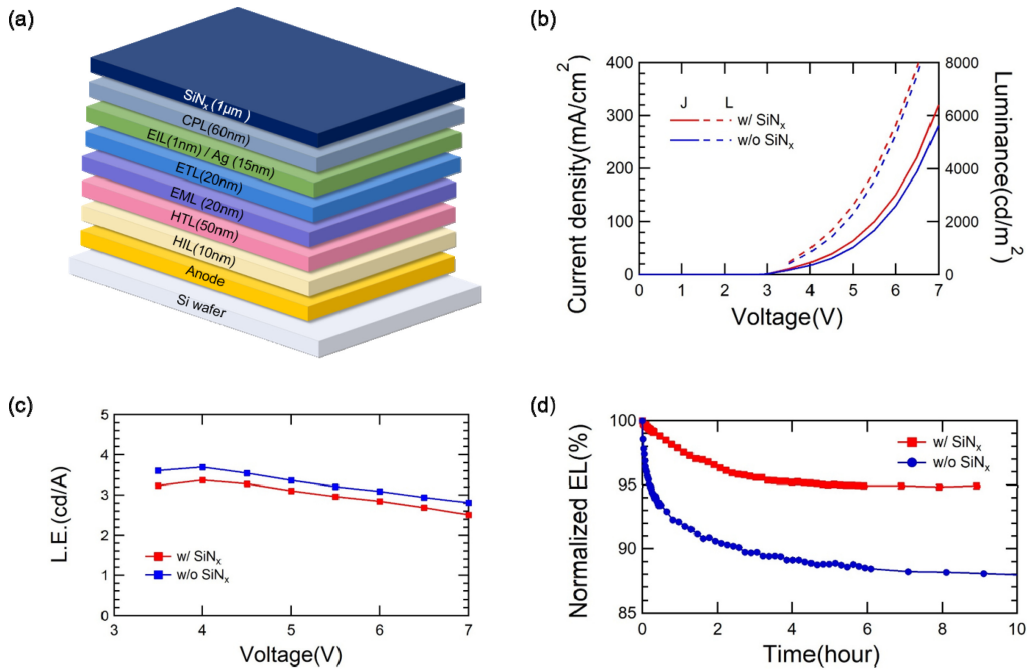 (a)
SiNx (1μm)
CPL(60nm)
EIL(1nm) / Ag (15nm)
ETL(20nm)
EML (20nm)
HTL(50nm)
HIL(10nm)
Anode
Si wafer
(b)
Current density(mA/cm2)
400
300
200
100
0
J L
w/ SiNx
w/o SiNx
8000
6000
4000
2000
0
Luminance(cd/m2)
0 1 2 3 4 5 6 7
Voltage(V)
(c)
L.E.(cd/A)
5
4
3
2
1
0
w/ SiNx
w/o SiNx
3 4 5 6 7
Voltage(V)
(d)
Normalized EL(%)
100
95
90
85
w/ SiNx
w/o SiNx
0 2 4 6 8 10
Time(hour)